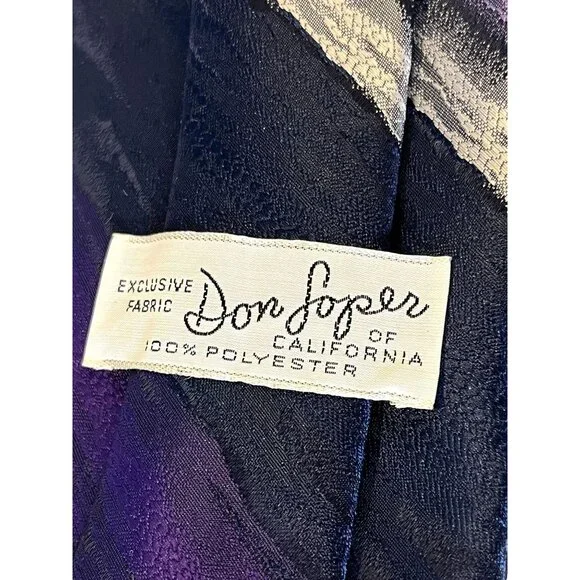 EXCLUSIVE
FABRIC
Don Loper
OF
CALIFORNIA
100% POLYESTER